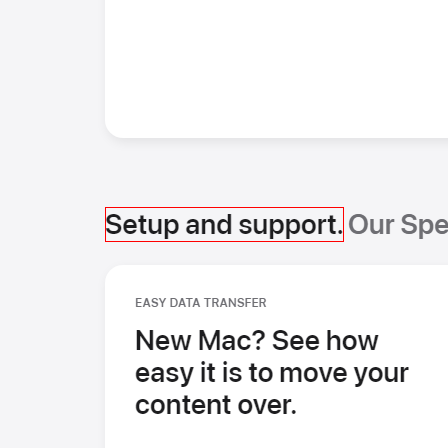 Setup and support. Our Spe
EASY DATA TRANSFER
New Mac? See how
easy it is to move your
content over.